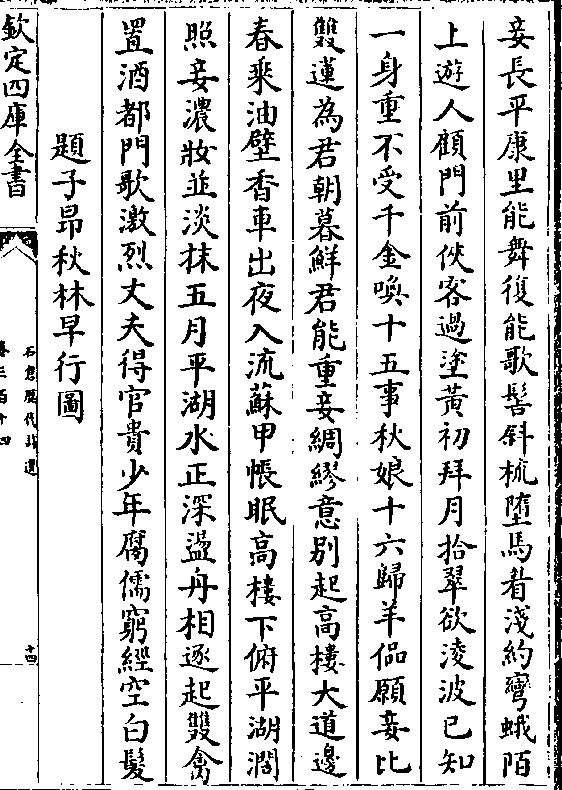 妾長平康里能舞復能歌髻斜梳墮馬眉淺約彎蛾陌
上遊人顧門前俠客過塗黃初拜月拾翠欲淩波已知
一身重不受千金喚十五事秋娘十六歸羊侃願妾比
雙蓮為君朝暮鮮君能重妾綢繆意别起高樓大道邊
春乘油壁香車出夜入流蘇甲帳眠高樓下俯平湖濶
照妾濃妝並淡抹五月平湖水正深盪舟相逐起雙禽
置酒都門歌激烈丈夫得官貴少年腐儒窮經空白髮
題子昂秋林早行圖
欽定四庫全書
石倉歷代詩選
卷三百十四
十四